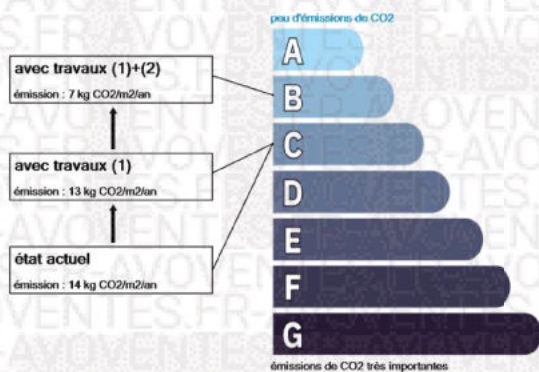 peu d'émissions de CO2
A
avec travaux (1)+(2)
émission : 7 kg CO2/m2/an
B
C
avec travaux (1)
émission : 13 kg CO2/m2/an
D
E
état actuel
émission : 14 kg CO2/m2/an
F
G
émissions de CO2 très importantes